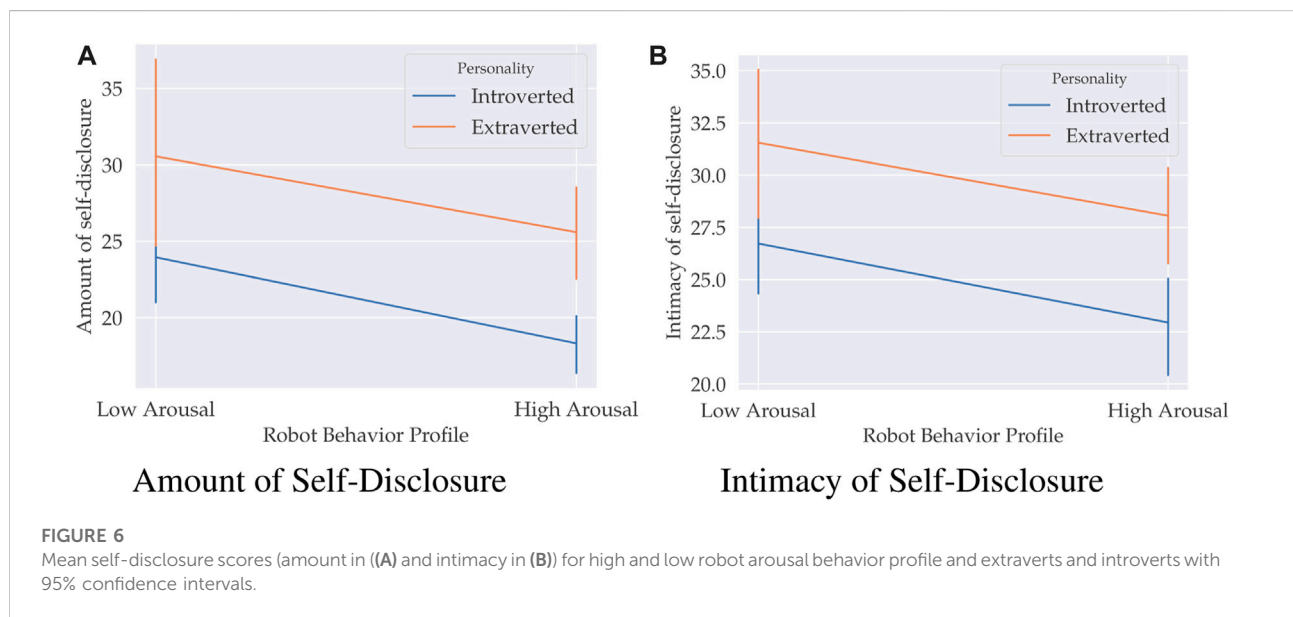 A
Amount of self-disclosure
35
30
25
20
Personality
Introverted
Extraverted
Low Arousal
High Arousal
Robot Behavior Profile
Amount of Self-Disclosure
B
Intimacy of self-disclosure
35.0
32.5
30.0
27.5
25.0
22.5
20.0
Personality
Introverted
Extraverted
Low Arousal
High Arousal
Robot Behavior Profile
Intimacy of Self-Disclosure
FIGURE 6
Mean self-disclosure scores (amount in ((A) and intimacy in (B)) for high and low robot arousal behavior profile and extraverts and introverts with
95% confidence intervals.